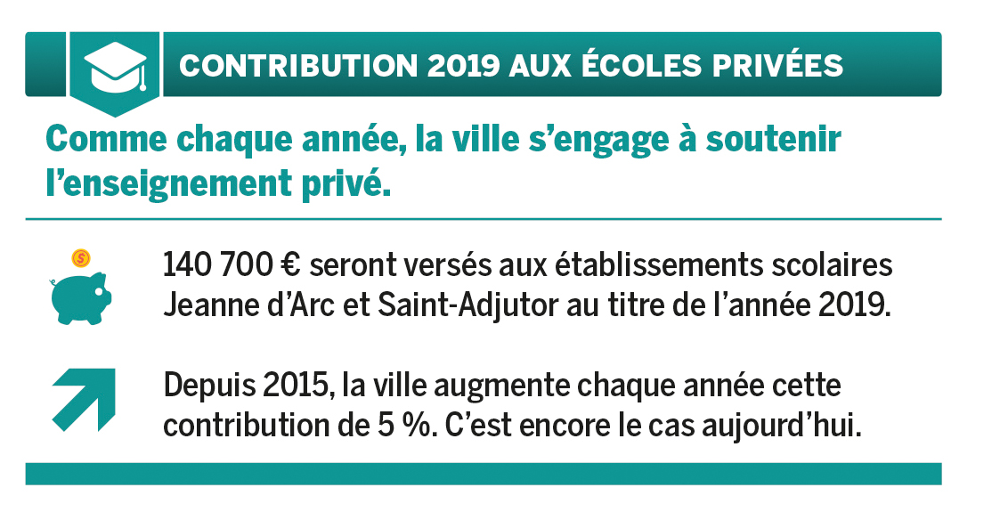 CONTRIBUTION 2019 AUX ÉCOLES PRIVÉES
Comme chaque année, la ville s’engage à soutenir
l’enseignement privé.
$
140 700 € seront versés aux établissements scolaires
Jeanne d’Arc et Saint-Adjutor au titre de l’année 2019.
Depuis 2015, la ville augmente chaque année cette
contribution de 5 %. C’est encore le cas aujourd’hui.